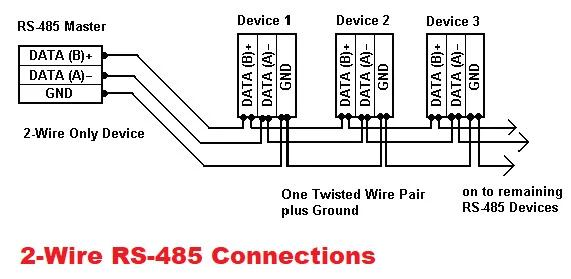 RS-485 Master
DATA (B)+
DATA (A)−
GND
2-Wire Only Device
Device 1
DATA (B)+
DATA (A)−
GND
Device 2
DATA (B)+
DATA (A)−
GND
Device 3
DATA (B)+
DATA (A)−
GND
One Twisted Wire Pair
plus Ground
on to remaining
RS-485 Devices
2-Wire RS-485 Connections